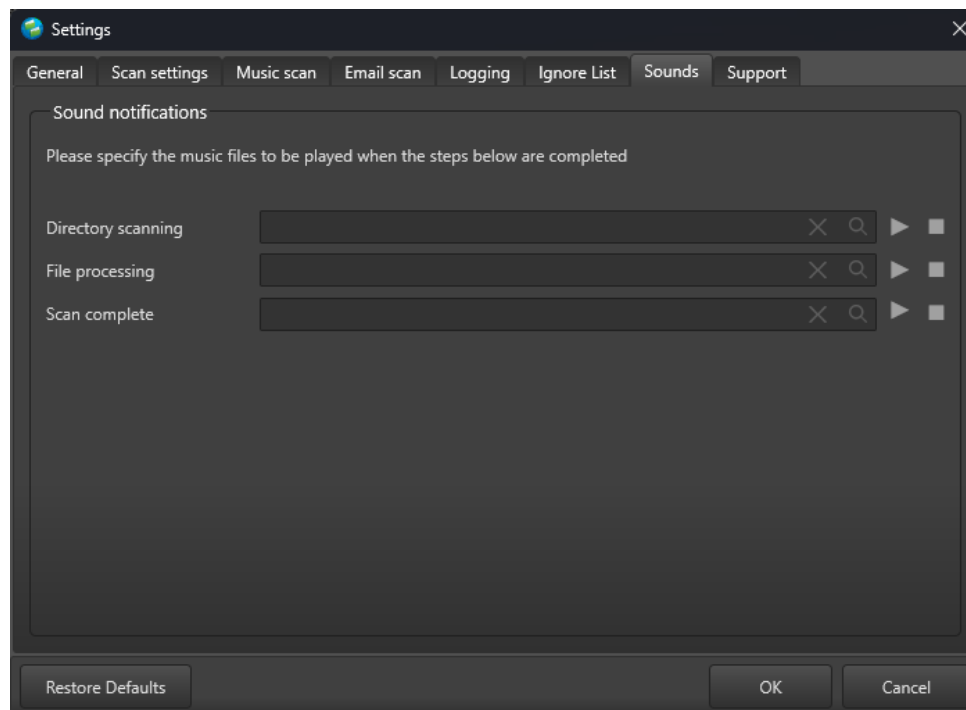 Settings
General Scan settings Music scan Email scan Logging Ignore List Sounds Support
Sound notifications
Please specify the music files to be played when the steps below are completed
Directory scanning
File processing
Scan complete
Restore Defaults OK Cancel